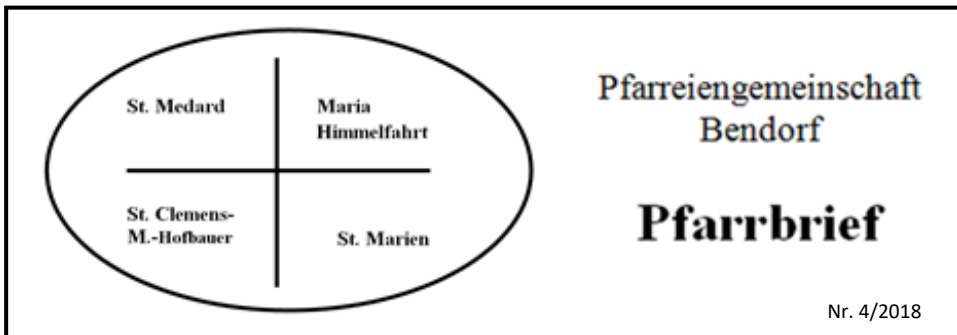 St. Medard
Maria
Himmelfahrt
St. Clemens-
M.-Hofbauer
St. Marien
Pfarreiengemeinschaft
Bendorf
Pfarrbrief
Nr. 4/2018